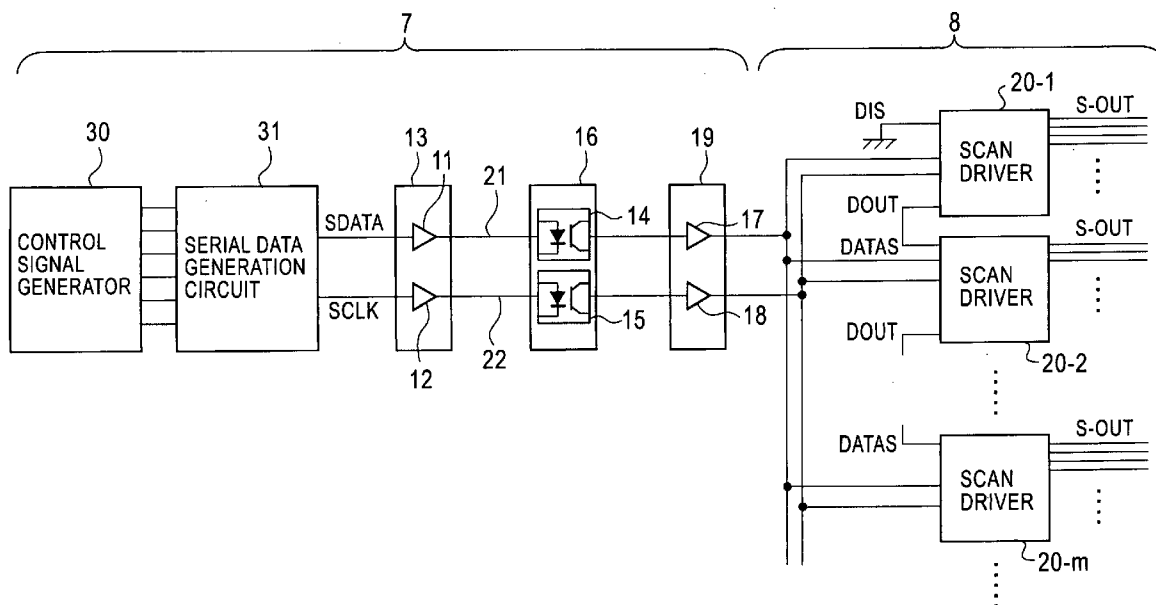 7
8
30
31
13
11
21
16
14
19
17
20-1
DIS
S-OUT
CONTROL
SIGNAL
GENERATOR
SERIAL DATA
GENERATION
CIRCUIT
SDATA
SCLK
12
22
15
18
SCAN
DRIVER
DOUT
DATAS
S-OUT
SCAN
DRIVER
DOUT
20-2
DATAS
S-OUT
SCAN
DRIVER
20-m